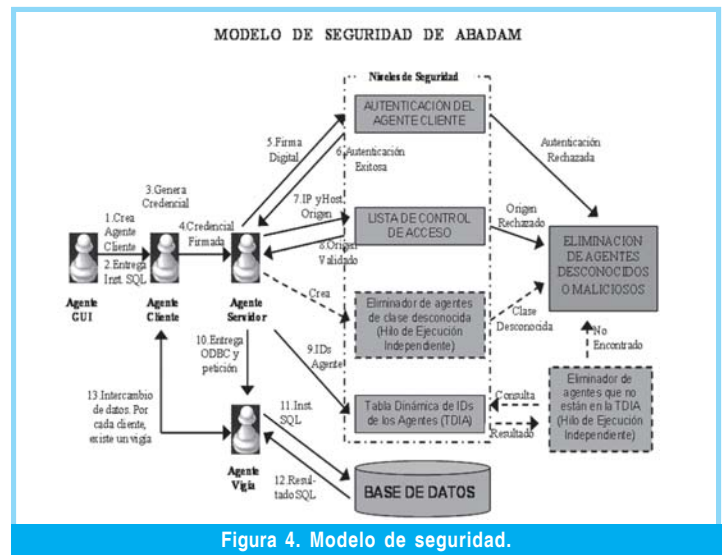 MODELO DE SEGURIDAD DE ABADAM
Niveles de Seguridad
AUTENTICACIÓN DEL
AGENTE CLIENTE
5.Firma
Digital
6.Autenticación
Exitosa
Autenticación
Rechazada
3.Genera
Credencial
1.Crea
Agente
Cliente
2.Entrega
Inst. SQL
4.Credencial
Firmada
7.IP y Host
Origen
8.Origen
Validado
LISTA DE CONTROL
DE ACCESO
Origen
Rechazado
ELIMINACION
DE AGENTES
DESCONOCIDOS
O MALICIOSOS
Agente
GUI
Agente
Cliente
Agente
Servidor
Crea
Eliminador de agentes
de clase desconocida
(Hilo de Ejecución
Independiente)
Clase
Desconocida
No
Encontrado
10.Entrega
ODBC y
petición
9.IDs
Agente
13.Intercambio
de datos. Por
cada cliente,
existe un vigía
11.Inst.
SQL
Tabla Dinámica de IDs
de los Agentes (TDIA)
Consulta
Resultado
Eliminador de
agentes que no
están en la TDIA
(Hilo de Ejecución
Independiente)
Agente
Vigía
12.Resul-
tado SQL
BASE DE DATOS
Figura 4. Modelo de seguridad.